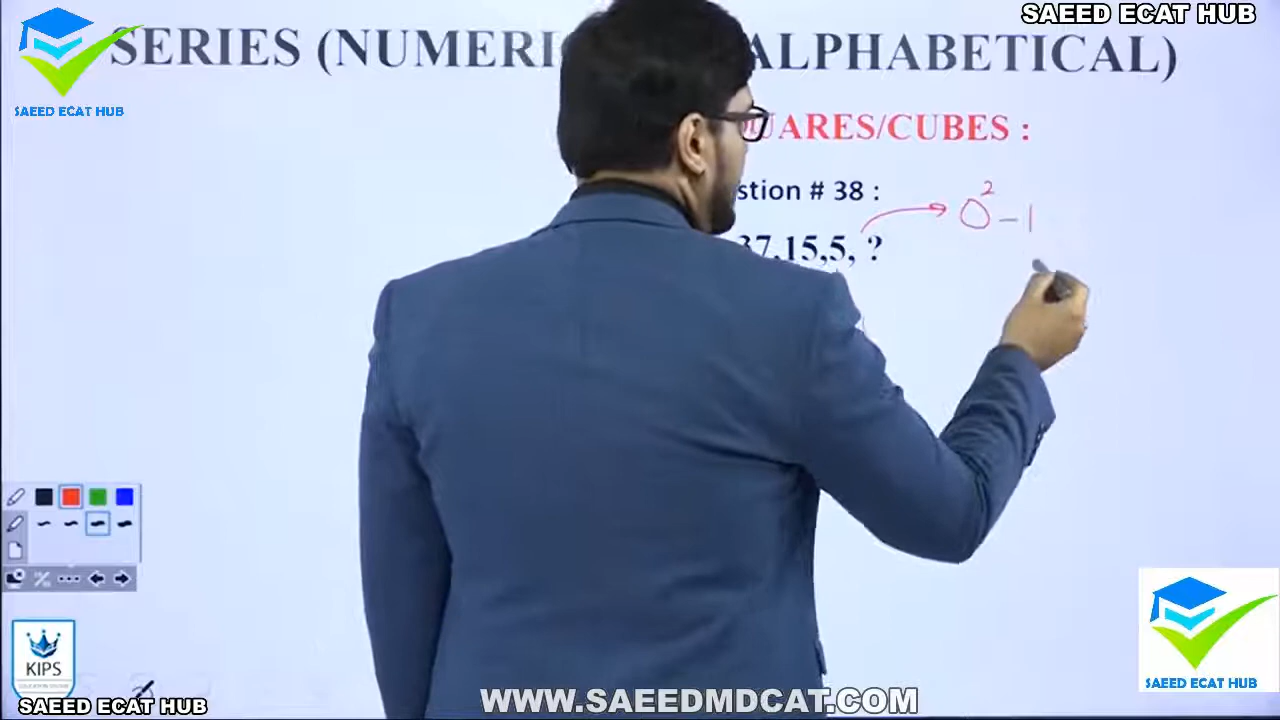 SAEED ECAT HUB
SERIES (NUMERIC ALPHABETICAL)
SAEED ECAT HUB
UARES/CUBES :
stion # 38 :
0² – 1
37,15,5, ?
KIPS
SAEED ECAT HUB
SAEED ECAT HUB
WWW.SAEEDMDCAT.COM